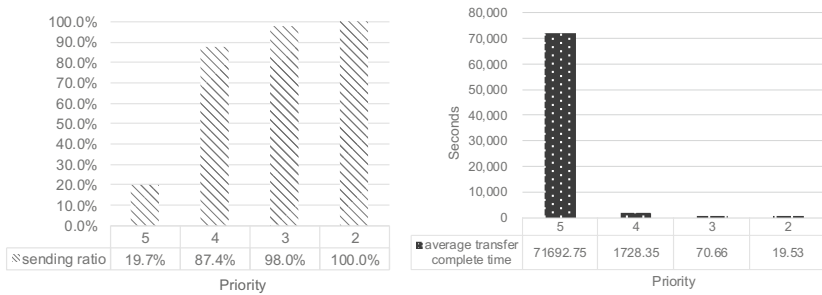 100.0%
90.0%
80.0%
70.0%
60.0%
50.0%
40.0%
30.0%
20.0%
10.0%
0.0%
5 4 3 2
sending ratio 19.7% 87.4% 98.0% 100.0%
Priority
80,000
70,000
60,000
50,000
40,000
30,000
20,000
10,000
0
Seconds
5 4 3 2
average transfer
complete time 71692.75 1728.35 70.66 19.53
Priority